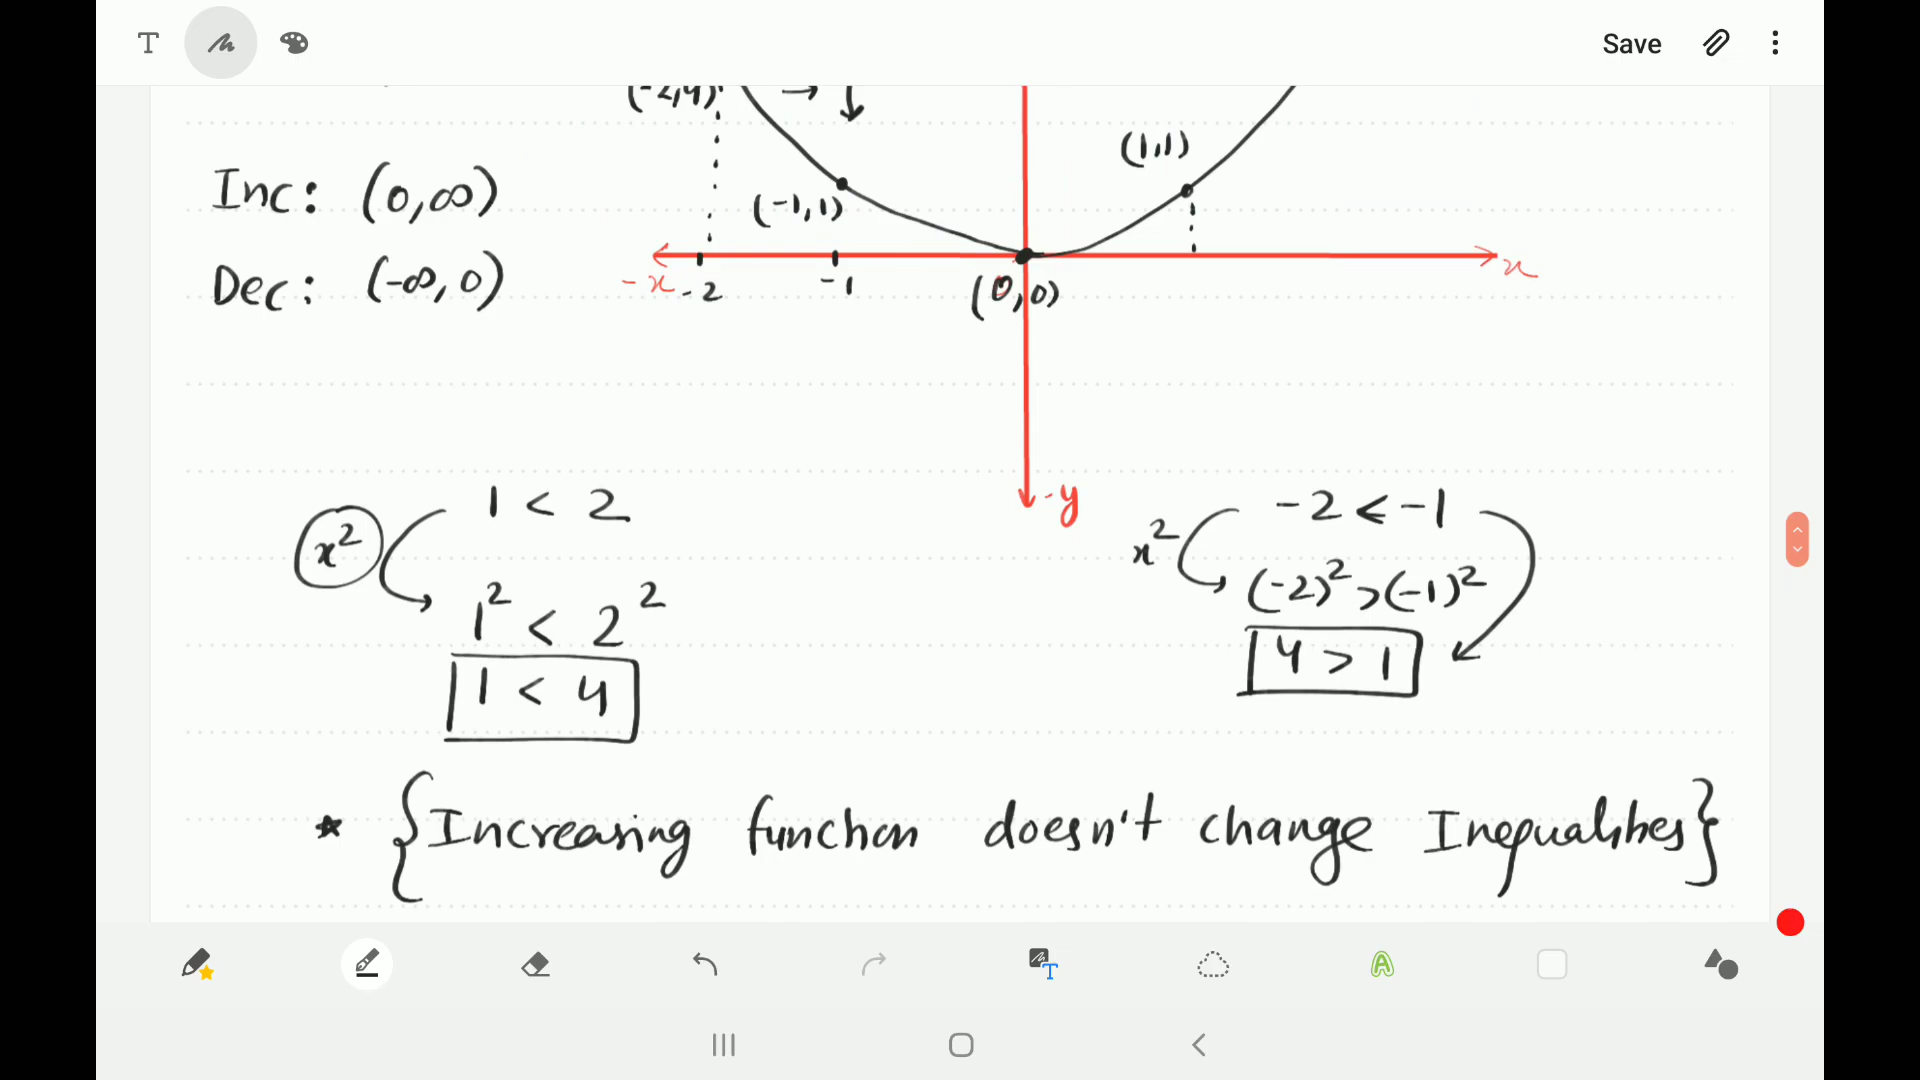 Save
(-2,4)
(1,1)
Inc: (0,∞)
(-1,1)
Dec: (-∞,0)
-x
-2
-1
(0,0)
x
-y
1 < 2
x²
1² < 2²
1 < 4
-2 < -1
x²
(-2)² > (-1)²
4 > 1
* {Increasing function doesn't change Inequalities}